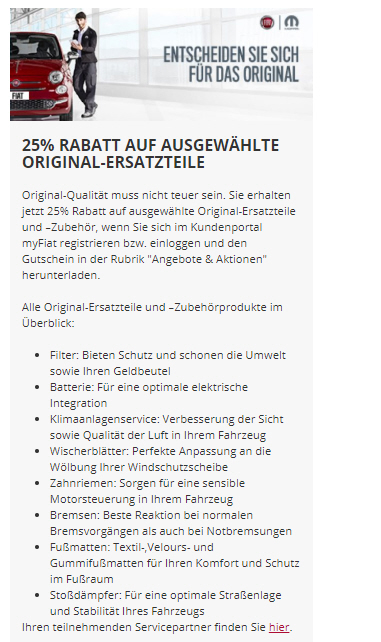 ENTSCHEIDEN SIE SICH
FÜR DAS ORIGINAL
FIAT
25% RABATT AUF AUSGEWÄHLTE
ORIGINAL-ERSATZTEILE
Original-Qualität muss nicht teuer sein. Sie erhalten
jetzt 25% Rabatt auf ausgewählte Original-Ersatzteile
und –Zubehör, wenn Sie sich im Kundenportal
myFiat registrieren bzw. einloggen und den
Gutschein in der Rubrik "Angebote & Aktionen"
herunterladen.
Alle Original-Ersatzteile und –Zubehörprodukte im
Überblick:
• Filter: Bieten Schutz und schonen die Umwelt
sowie Ihren Geldbeutel
• Batterie: Für eine optimale elektrische
Integration
• Klimaanlagenservice: Verbesserung der Sicht
sowie Qualität der Luft in Ihrem Fahrzeug
• Wischerblätter: Perfekte Anpassung an die
Wölbung Ihrer Windschutzscheibe
• Zahnriemen: Sorgen für eine sensible
Motorsteuerung in Ihrem Fahrzeug
• Bremsen: Beste Reaktion bei normalen
Bremsvorgängen als auch bei Notbremsungen
• Fußmatten: Textil-,Velours- und
Gummifußmatten für Ihren Komfort und Schutz
im Fußraum
• Stoßdämpfer: Für eine optimale Straßenlage
und Stabilität Ihres Fahrzeugs
Ihren teilnehmenden Servicepartner finden Sie hier.